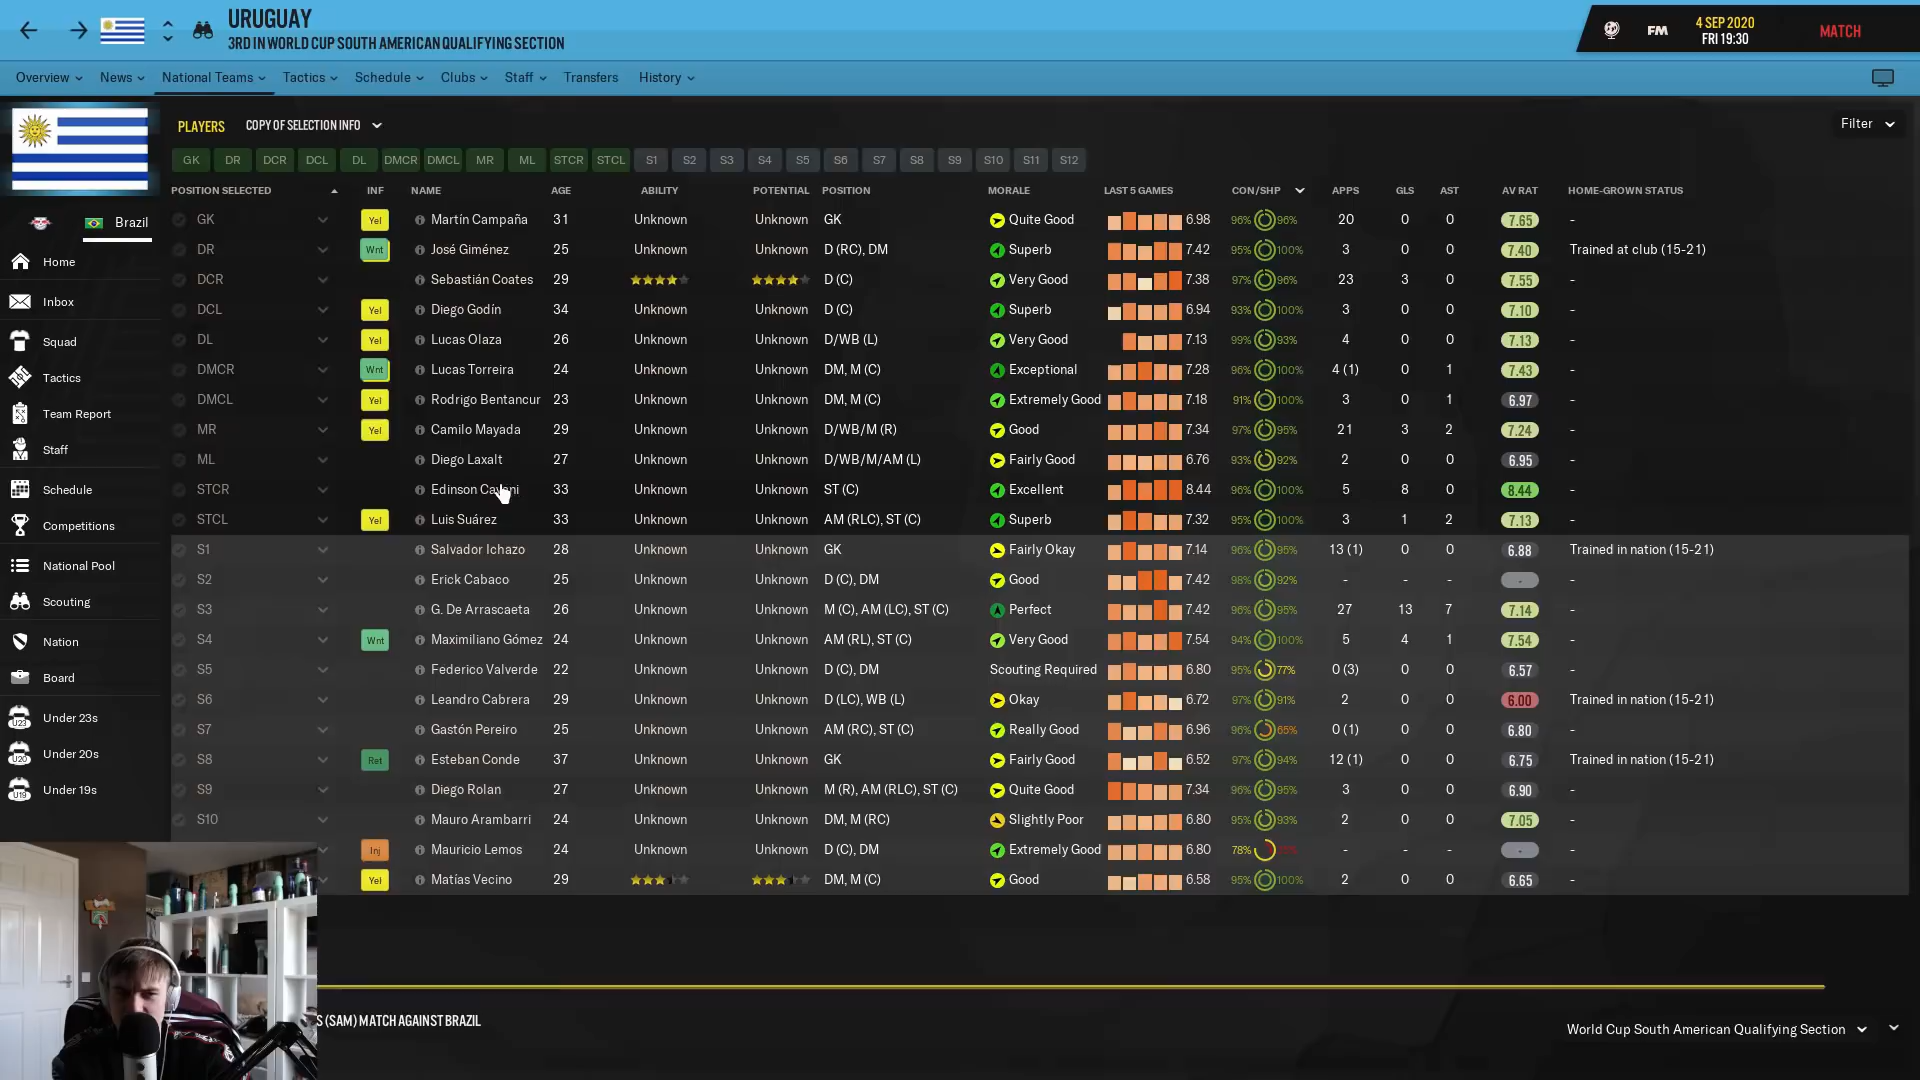 URUGUAY
3RD IN WORLD CUP SOUTH AMERICAN QUALIFYING SECTION
FM
4 SEP 2020
FRI 19:30
MATCH
Overview News National Teams Tactics Schedule Clubs Staff Transfers History
PLAYERS COPY OF SELECTION INFO Filter
GK DR DCR DCL DL DMCR DMCL MR ML STCR STCL S1 S2 S3 S4 S5 S6 S7 S8 S9 S10 S11 S12
POSITION SELECTED INF NAME AGE ABILITY POTENTIAL POSITION MORALE LAST 5 GAMES CON/SHP APPS GLS AST AV RAT HOME-GROWN STATUS
GK Yel Martín Campaña 31 Unknown Unknown GK Quite Good 6.98 96% 96% 20 0 0 7.65 -
DR Wnt José Giménez 25 Unknown Unknown D (RC), DM Superb 7.42 95% 100% 3 0 0 7.40 Trained at club (15-21)
DCR Sebastián Coates 29 D (C) Very Good 7.38 97% 96% 23 3 0 7.55 -
DCL Yel Diego Godín 34 Unknown Unknown D (C) Superb 6.94 93% 100% 3 0 0 7.10 -
DL Yel Lucas Olaza 26 Unknown Unknown D/WB (L) Very Good 7.13 99% 93% 4 0 0 7.13 -
DMCR Wnt Lucas Torreira 24 Unknown Unknown DM, M (C) Exceptional 7.28 96% 100% 4 (1) 0 1 7.43 -
DMCL Yel Rodrigo Bentancur 23 Unknown Unknown DM, M (C) Extremely Good 7.18 91% 100% 3 0 1 6.97 -
MR Yel Camilo Mayada 29 Unknown Unknown D/WB/M (R) Good 7.34 97% 95% 21 3 2 7.24 -
ML Diego Laxalt 27 Unknown Unknown D/WB/M/AM (L) Fairly Good 6.76 93% 92% 2 0 0 6.95 -
STCR Edinson Cavani 33 Unknown Unknown ST (C) Excellent 8.44 96% 100% 5 8 0 8.44 -
STCL Yel Luis Suárez 33 Unknown Unknown AM (RLC), ST (C) Superb 7.32 95% 100% 3 1 2 7.13 -
S1 Salvador Ichazo 28 Unknown Unknown GK Fairly Okay 7.14 96% 95% 13 (1) 0 0 6.88 Trained in nation (15-21)
S2 Erick Cabaco 25 Unknown Unknown D (C), DM Good 7.42 98% 92% - - - - -
S3 G. De Arrascaeta 26 Unknown Unknown M (C), AM (LC), ST (C) Perfect 7.42 96% 95% 27 13 7 7.14 -
S4 Wnt Maximiliano Gómez 24 Unknown Unknown AM (RL), ST (C) Very Good 7.54 94% 100% 5 4 1 7.54 -
S5 Federico Valverde 22 Unknown Unknown D (C), DM Scouting Required 6.80 95% 77% 0 (3) 0 0 6.57 -
S6 Leandro Cabrera 29 Unknown Unknown D (LC), WB (L) Okay 6.72 97% 91% 2 0 0 6.00 Trained in nation (15-21)
S7 Gastón Pereiro 25 Unknown Unknown AM (RC), ST (C) Really Good 6.96 96% 65% 0 (1) 0 0 6.80 -
S8 Ret Esteban Conde 37 Unknown Unknown GK Fairly Good 6.52 97% 94% 12 (1) 0 0 6.75 Trained in nation (15-21)
S9 Diego Rolan 27 Unknown Unknown M (R), AM (RLC), ST (C) Quite Good 7.34 96% 95% 3 0 0 6.90 -
S10 Mauro Arambarri 24 Unknown Unknown DM, M (RC) Slightly Poor 6.80 95% 93% 2 0 0 7.05 -
Inj Mauricio Lemos 24 Unknown Unknown D (C), DM Extremely Good 6.80 78% - - - - -
Yel Matías Vecino 29 DM, M (C) Good 6.58 95% 100% 2 0 0 6.65 -
Brazil
Home
Inbox
Squad
Tactics
Team Report
Staff
Schedule
Competitions
National Pool
Scouting
Nation
Board
U23 Under 23s
U20 Under 20s
U19 Under 19s
S (SAM) MATCH AGAINST BRAZIL
World Cup South American Qualifying Section